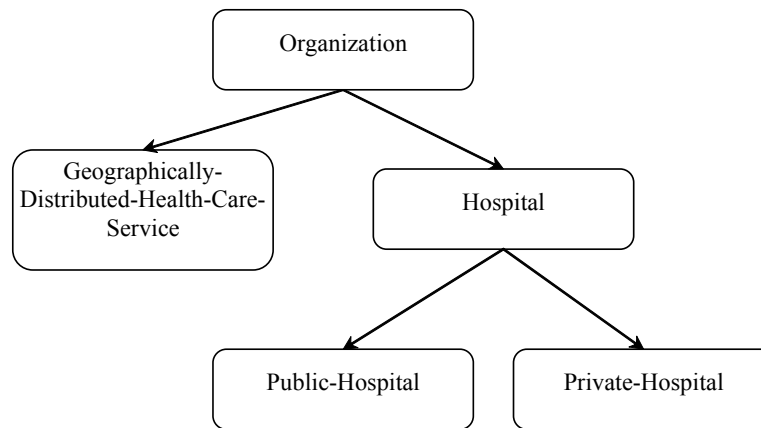 Organization
Geographically-
Distributed-Health-Care-
Service
Hospital
Public-Hospital
Private-Hospital